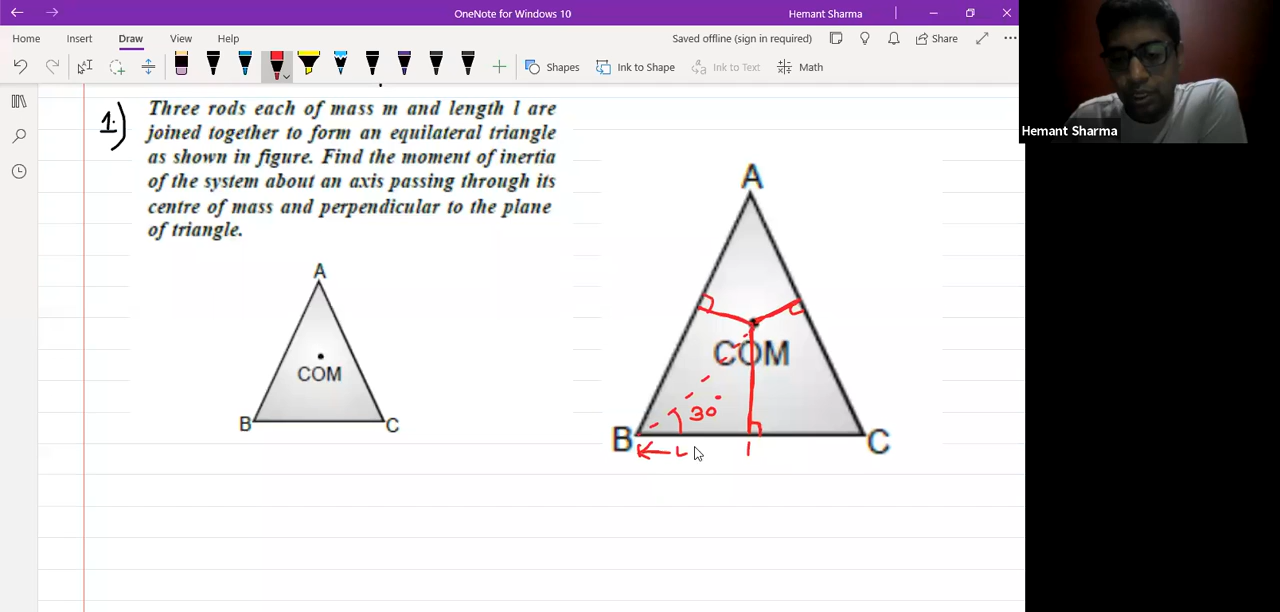 OneNote for Windows 10
Hemant Sharma
Home Insert Draw View Help
Saved offline (sign in required)
Share
Shapes
Ink to Shape
Ink to Text
Math
Hemant Sharma
1.)
Three rods each of mass m and length l are
joined together to form an equilateral triangle
as shown in figure. Find the moment of inertia
of the system about an axis passing through its
centre of mass and perpendicular to the plane
of triangle.
A
COM
B
C
A
COM
30°
B
C
L